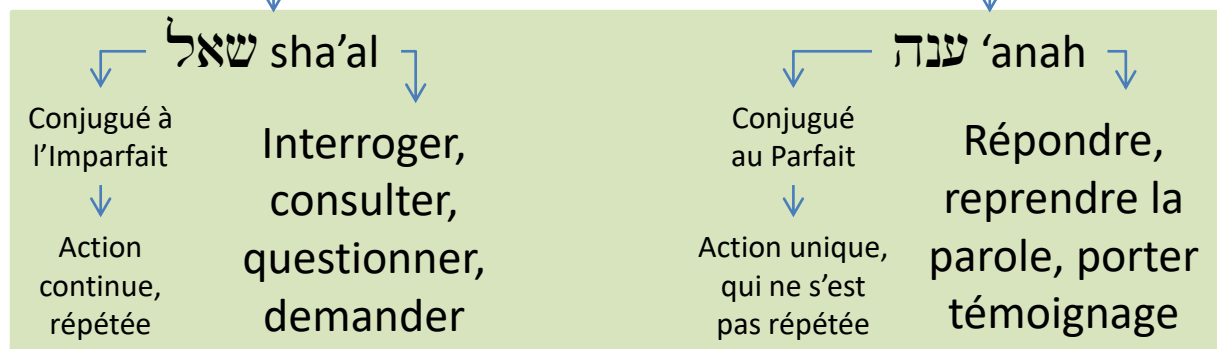 שאל sha’al
Conjugué à
l’Imparfait
Action
continue,
répétée
Interroger,
consulter,
questionner,
demander
ענה ‘anah
Conjugué
au Parfait
Action unique,
qui ne s’est
pas répétée
Répondre,
reprendre la
parole, porter
témoignage